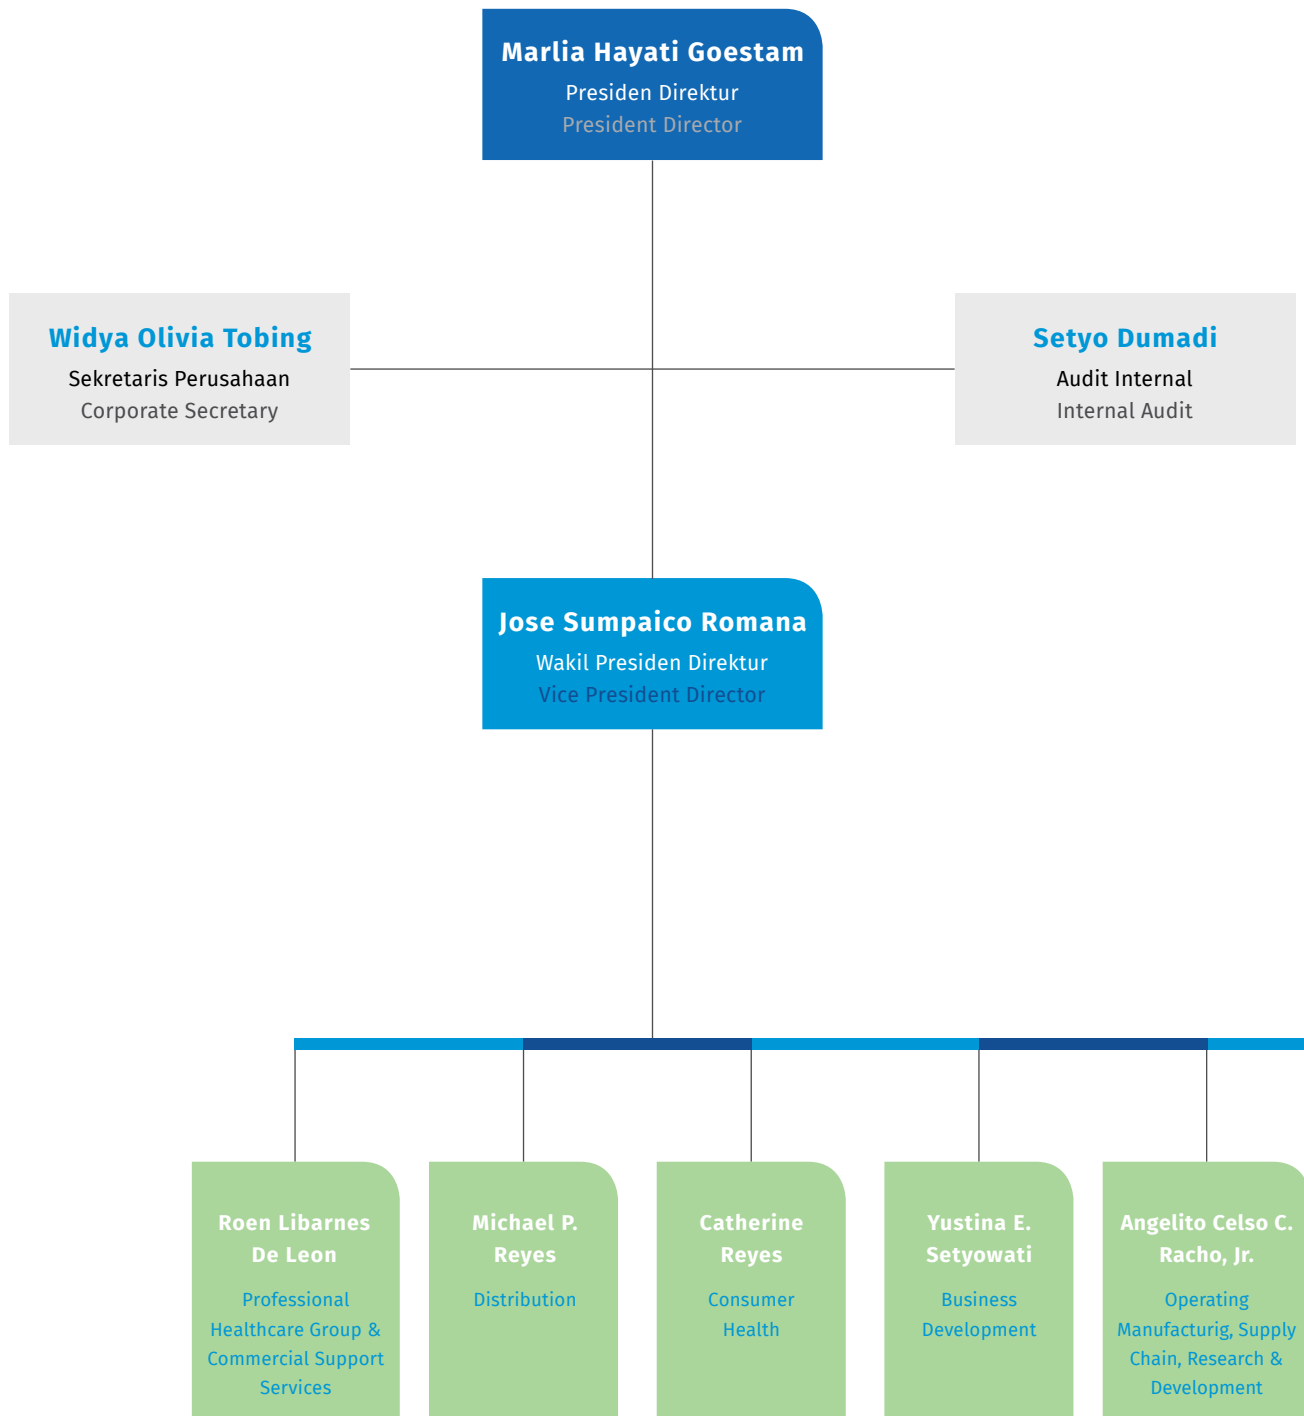 Marlia Hayati Goestam
Presiden Direktur
President Director
Widya Olivia Tobing
Sekretaris Perusahaan
Corporate Secretary
Setyo Dumadi
Audit Internal
Internal Audit
Jose Sumpaico Romana
Wakil Presiden Direktur
Vice President Director
Roen Libarnes
De Leon
Professional
Healthcare Group &
Commercial Support
Services
Michael P.
Reyes
Distribution
Catherine
Reyes
Consumer
Health
Yustina E.
Setyowati
Business
Development
Angelito Celso C.
Racho, Jr.
Operating
Manufacturig, Supply
Chain, Research &
Development